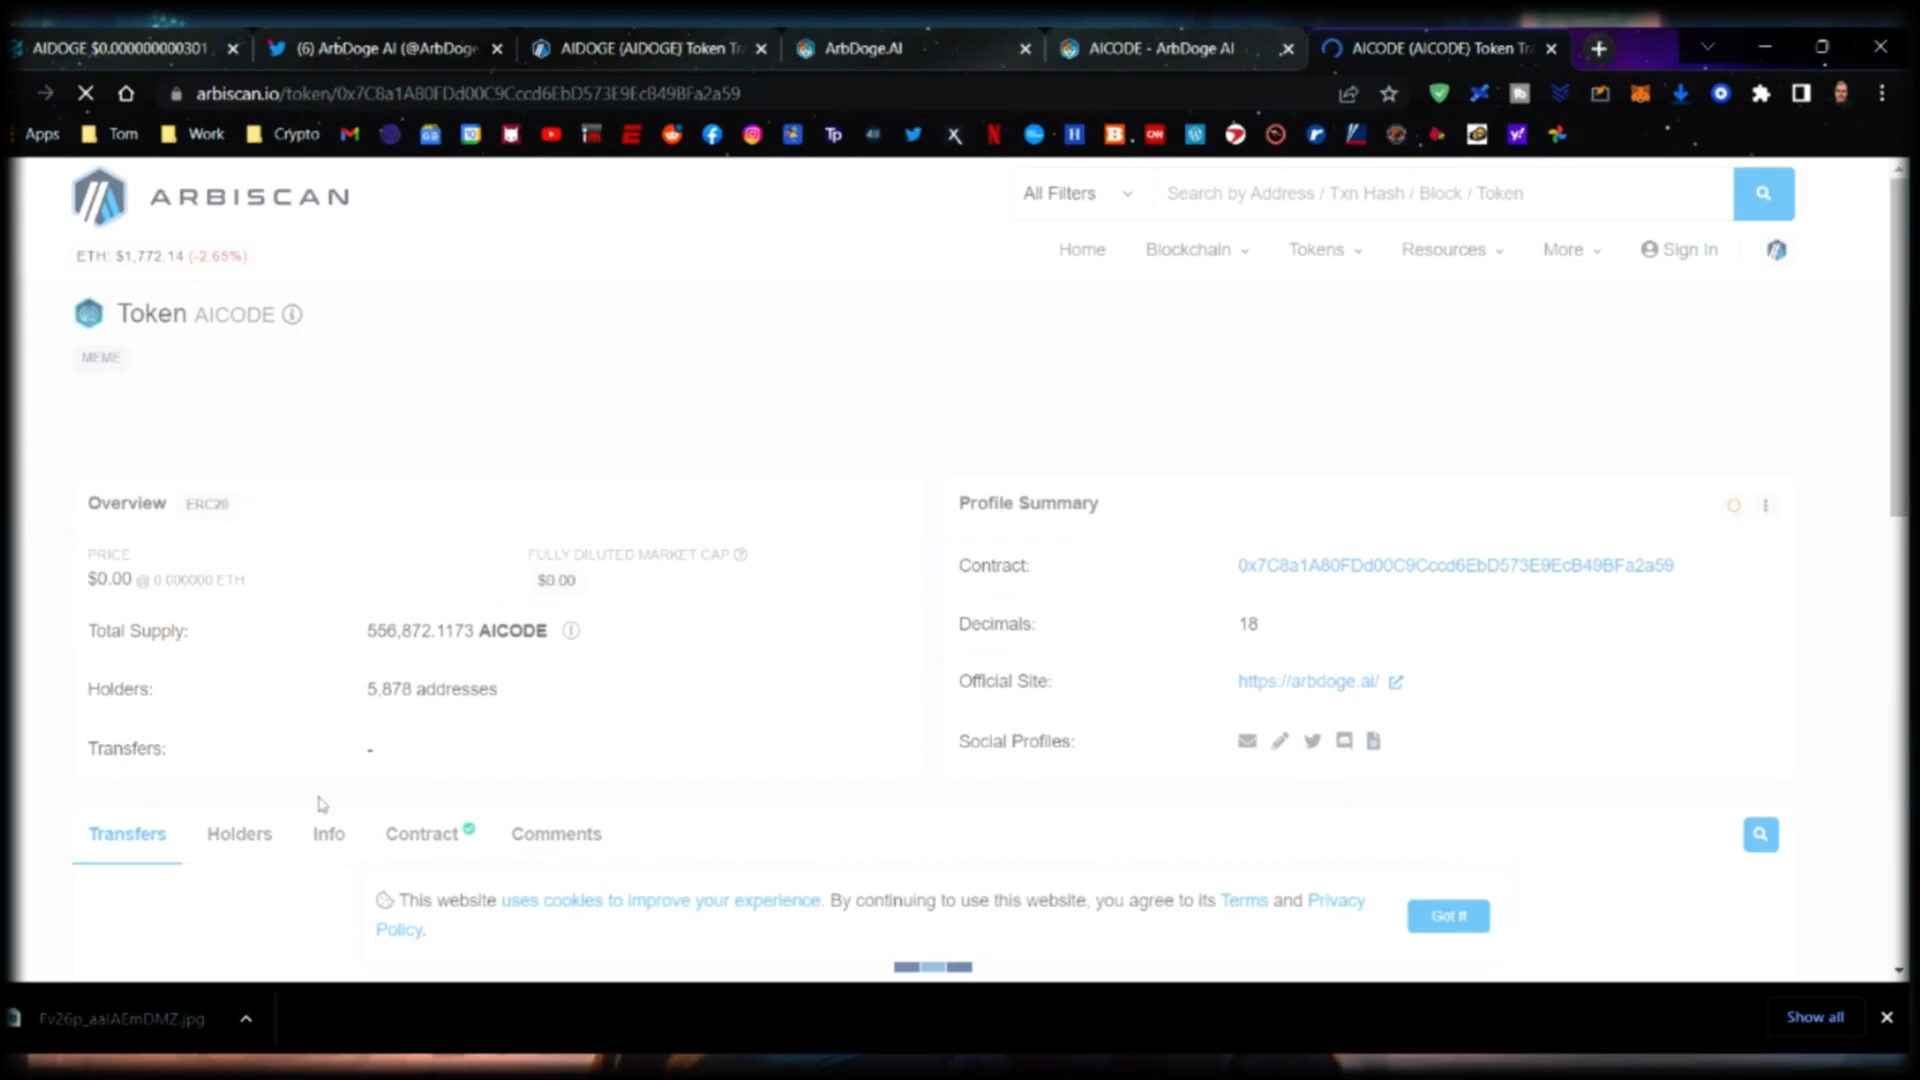 AIDOGE $0.000000000301
(6) ArbDoge AI (@ArbDoge
AIDOGE (AIDOGE) Token Tr
ArbDoge.AI
AICODE - ArbDoge AI
AICODE (AICODE) Token Tra
arbiscan.io/token/0x7C8a1A80FDd00C9Cccd6EbD573E9EcB49BFa2a59
Apps
Tom
Work
Crypto
ARBISCAN
All Filters
Search by Address / Txn Hash / Block / Token
ETH: $1,772.14 (-2.65%)
Home
Blockchain
Tokens
Resources
More
Sign In
Token AICODE
MEME
Overview ERC20
Profile Summary
PRICE
$0.00 @ 0.000000 ETH
FULLY DILUTED MARKET CAP
$0.00
Contract:
0x7C8a1A80FDd00C9Cccd6EbD573E9EcB49BFa2a59
Total Supply:
556,872.1173 AICODE
Decimals:
18
Holders:
5,878 addresses
Official Site:
https://arbdoge.ai/
Transfers:
-
Social Profiles:
Transfers
Holders
Info
Contract
Comments
This website uses cookies to improve your experience. By continuing to use this website, you agree to its Terms and Privacy
Policy.
Got It
Fv26p_aaIAEmDMZ.jpg
Show all